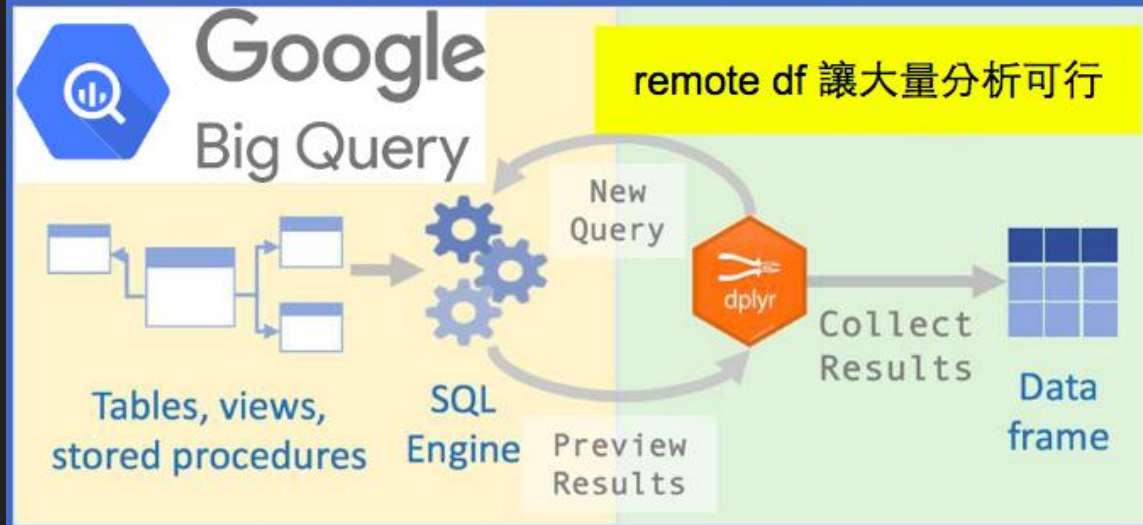 Google
Big Query
remote df 讓大量分析可行
New
Query
dplyr
Collect
Results
Tables, views,
stored procedures
SQL
Engine
Preview
Results
Data
frame